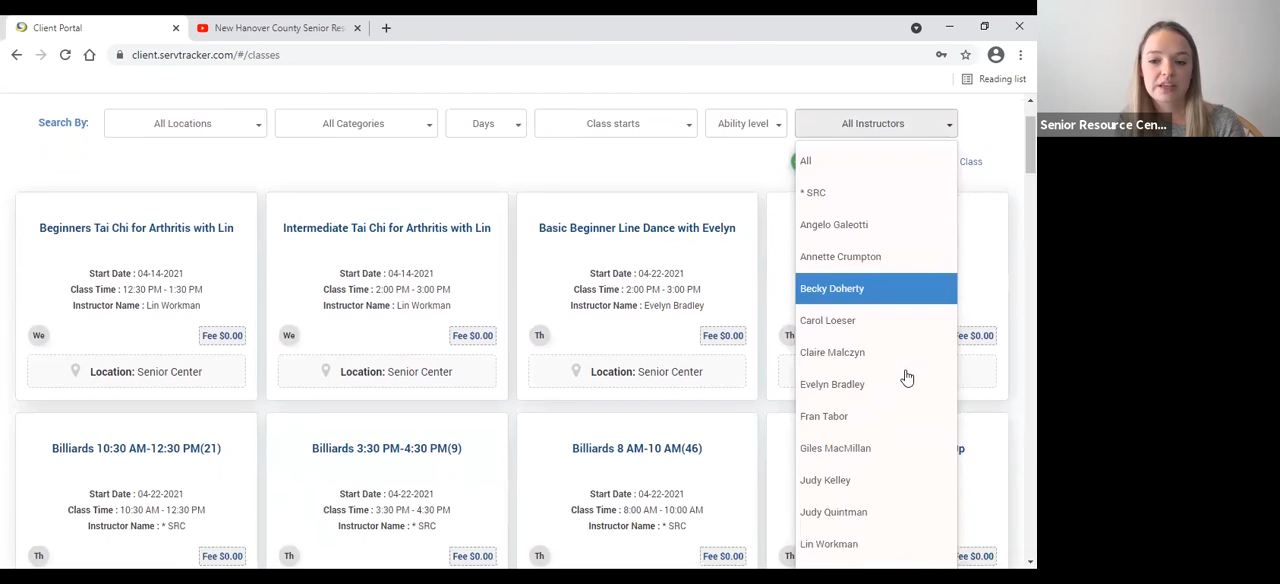 Client Portal
New Hanover County Senior Res
client.servtracker.com/#/classes
Reading list
Search By:
All Locations
All Categories
Days
Class starts
Ability level
All Instructors
Class
All
* SRC
Angelo Galeotti
Annette Crumpton
Becky Doherty
Carol Loeser
Claire Malczyn
Evelyn Bradley
Fran Tabor
Giles MacMillan
Judy Kelley
Judy Quintman
Lin Workman
Beginners Tai Chi for Arthritis with Lin
Start Date : 04-14-2021
Class Time : 12:30 PM - 1:30 PM
Instructor Name : Lin Workman
We
Fee $0.00
Location: Senior Center
Intermediate Tai Chi for Arthritis with Lin
Start Date : 04-14-2021
Class Time : 2:00 PM - 3:00 PM
Instructor Name : Lin Workman
We
Fee $0.00
Location: Senior Center
Basic Beginner Line Dance with Evelyn
Start Date : 04-22-2021
Class Time : 2:00 PM - 3:00 PM
Instructor Name : Evelyn Bradley
Th
Fee $0.00
Location: Senior Center
Th
ee $0.00
Billiards 10:30 AM-12:30 PM(21)
Start Date : 04-22-2021
Class Time : 10:30 AM - 12:30 PM
Instructor Name : * SRC
Th
Fee $0.00
Billiards 3:30 PM-4:30 PM(9)
Start Date : 04-22-2021
Class Time : 3:30 PM - 4:30 PM
Instructor Name : * SRC
Th
Fee $0.00
Billiards 8 AM-10 AM(46)
Start Date : 04-22-2021
Class Time : 8:00 AM - 10:00 AM
Instructor Name : * SRC
Th
Fee $0.00
p
Th
ee $0.00
Senior Resource Cen...